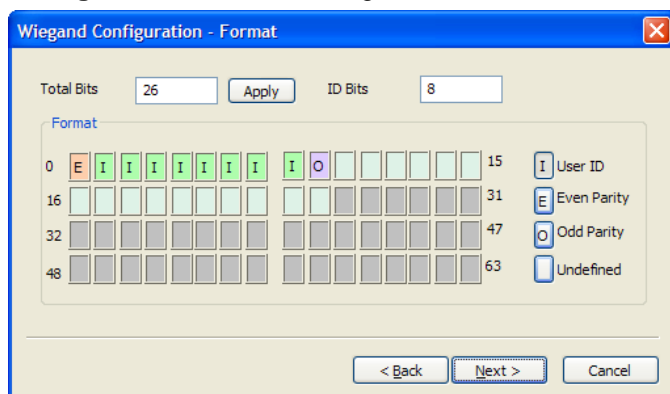 Wiegand Configuration - Format
Total Bits 26 Apply ID Bits 8
Format
0 E I I I I I I I I O 15 I User ID
16 31 E Even Parity
32 47 O Odd Parity
48 63 Undefined
< Back Next > Cancel